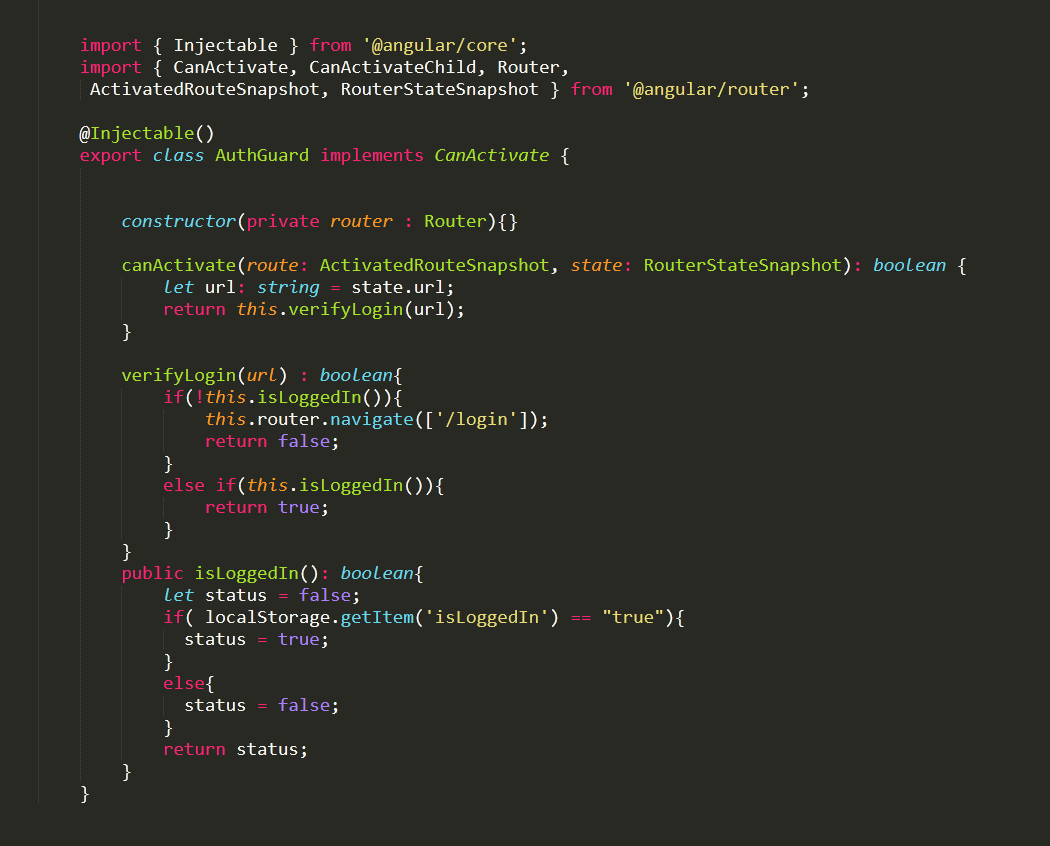 import { Injectable } from '@angular/core';
import { CanActivate, CanActivateChild, Router,
 ActivatedRouteSnapshot, RouterStateSnapshot } from '@angular/router';

@Injectable()
export class AuthGuard implements CanActivate {


    constructor(private router : Router){}

    canActivate(route: ActivatedRouteSnapshot, state: RouterStateSnapshot): boolean {
        let url: string = state.url;
        return this.verifyLogin(url);
    }

    verifyLogin(url) : boolean{
        if(!this.isLoggedIn()){
            this.router.navigate(['/login']);
            return false;
        }
        else if(this.isLoggedIn()){
            return true;
        }
    }
    public isLoggedIn(): boolean{
        let status = false;
        if( localStorage.getItem('isLoggedIn') == "true"){
          status = true;
        }
        else{
          status = false;
        }
        return status;
    }
}